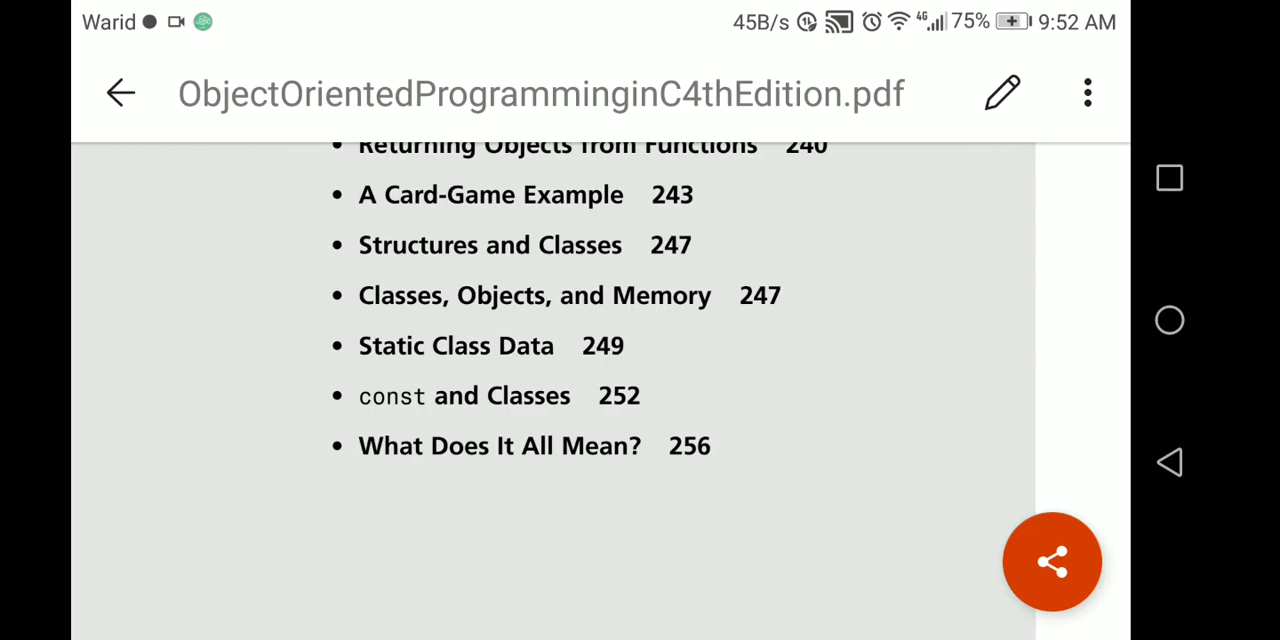 Warid 45B/s 4G 75% 9:52 AM
ObjectOrientedProgramminginC4thEdition.pdf
• Returning Objects from Functions 240
• A Card-Game Example 243
• Structures and Classes 247
• Classes, Objects, and Memory 247
• Static Class Data 249
• const and Classes 252
• What Does It All Mean? 256